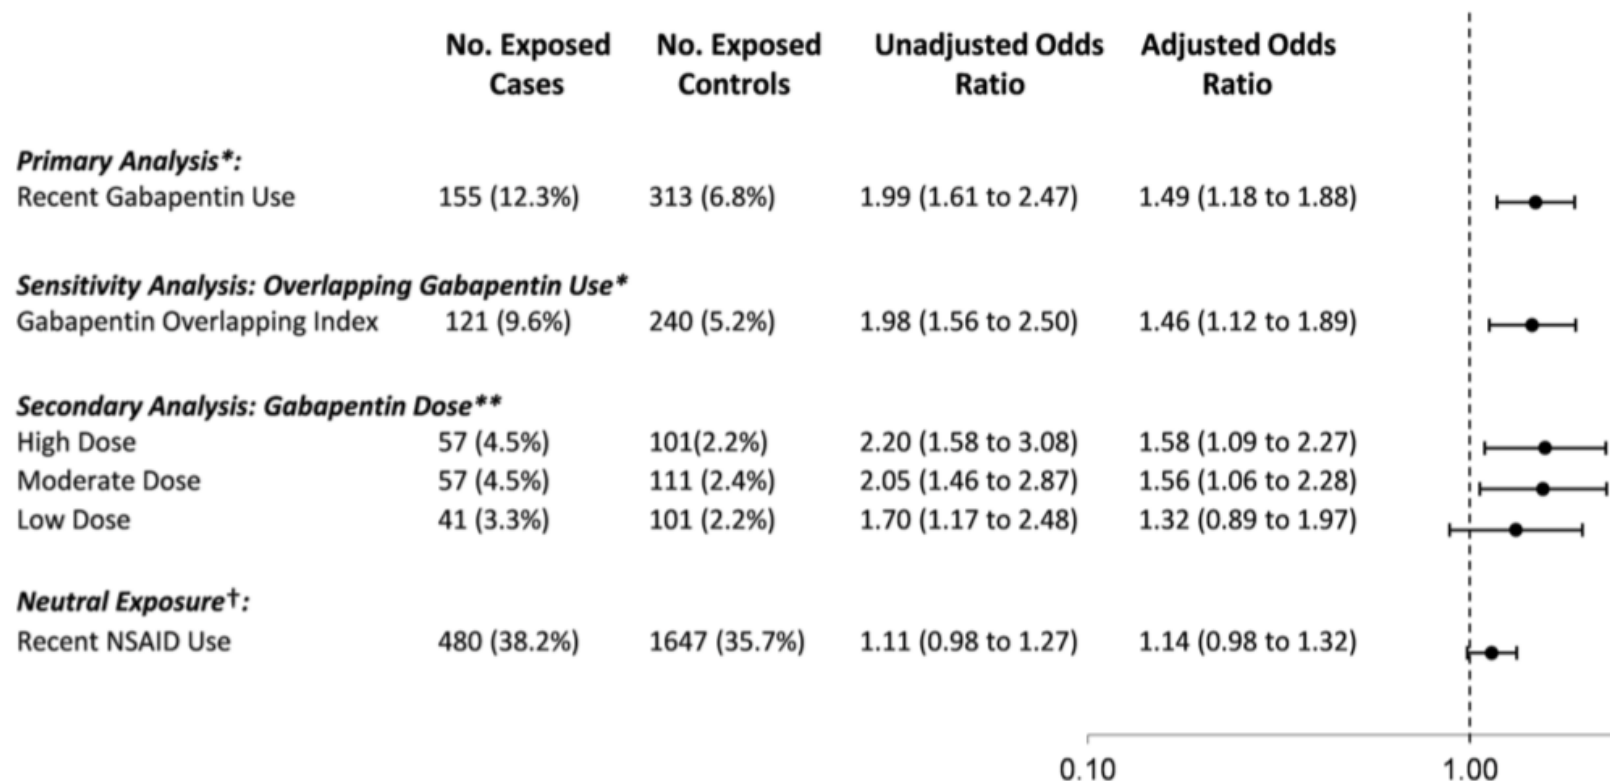 No. Exposed Cases No. Exposed Controls Unadjusted Odds Ratio Adjusted Odds Ratio
Primary Analysis*:
Recent Gabapentin Use 155 (12.3%) 313 (6.8%) 1.99 (1.61 to 2.47) 1.49 (1.18 to 1.88)
Sensitivity Analysis: Overlapping Gabapentin Use*
Gabapentin Overlapping Index 121 (9.6%) 240 (5.2%) 1.98 (1.56 to 2.50) 1.46 (1.12 to 1.89)
Secondary Analysis: Gabapentin Dose**
High Dose 57 (4.5%) 101(2.2%) 2.20 (1.58 to 3.08) 1.58 (1.09 to 2.27)
Moderate Dose 57 (4.5%) 111 (2.4%) 2.05 (1.46 to 2.87) 1.56 (1.06 to 2.28)
Low Dose 41 (3.3%) 101 (2.2%) 1.70 (1.17 to 2.48) 1.32 (0.89 to 1.97)
Neutral Exposure†:
Recent NSAID Use 480 (38.2%) 1647 (35.7%) 1.11 (0.98 to 1.27) 1.14 (0.98 to 1.32)
0.10 1.00